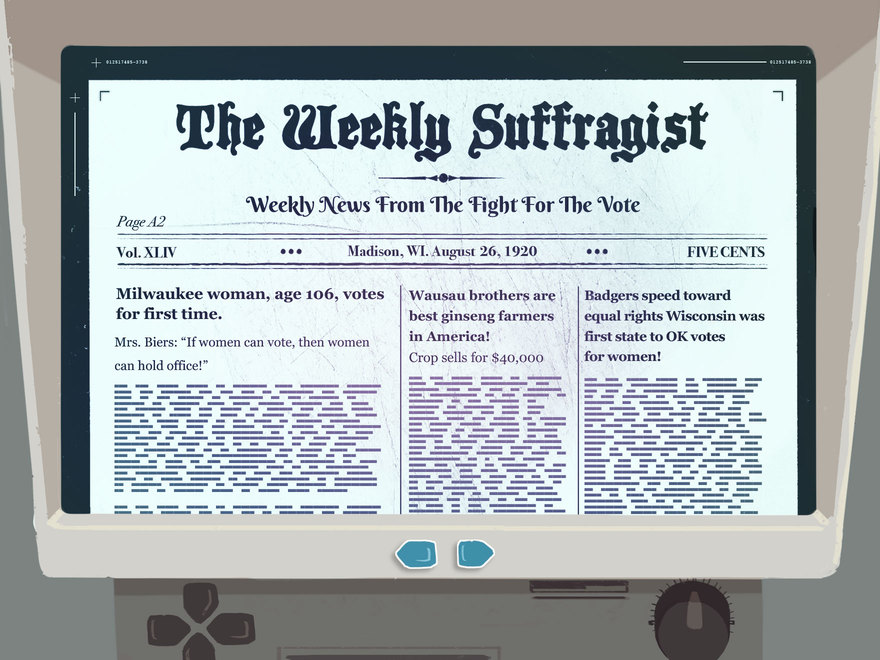 012517485-3738
012517485-3738
The Weekly Suffragist
Weekly News From The Fight For The Vote
Page A2
Vol. XLIV ••• Madison, WI. August 26, 1920 ••• FIVE CENTS
Milwaukee woman, age 106, votes
for first time.
Mrs. Biers: “If women can vote, then women
can hold office!”
Wausau brothers are
best ginseng farmers
in America!
Crop sells for $40,000
Badgers speed toward
equal rights Wisconsin was
first state to OK votes
for women!